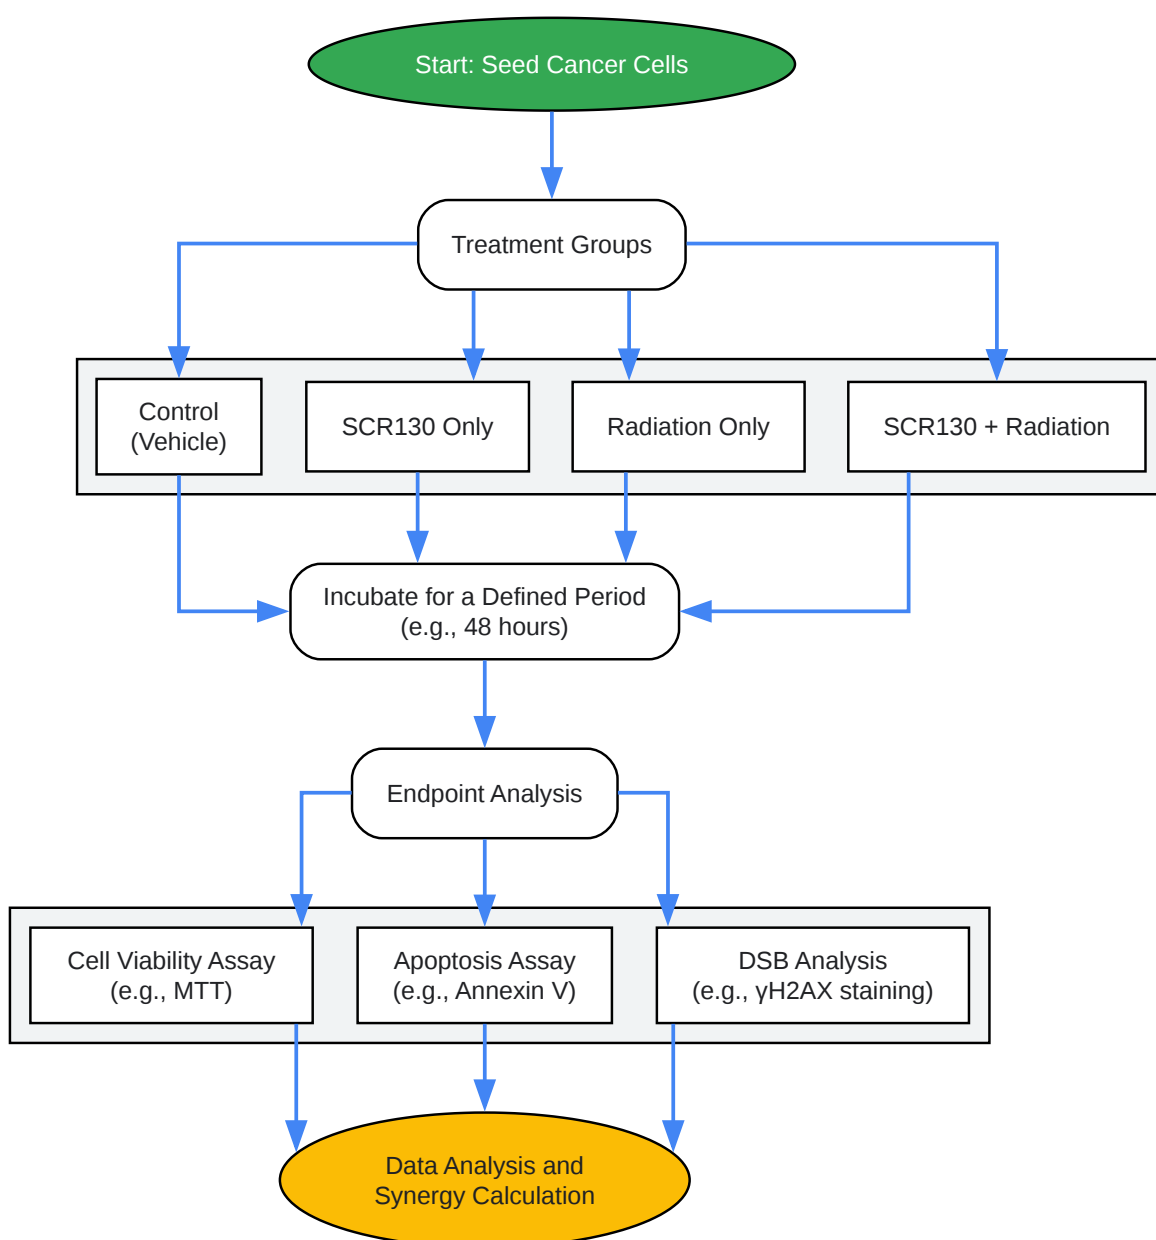 Start: Seed Cancer Cells
Treatment Groups
Control
(Vehicle)
SCR130 Only
Radiation Only
SCR130 + Radiation
Incubate for a Defined Period
(e.g., 48 hours)
Endpoint Analysis
Cell Viability Assay
(e.g., MTT)
Apoptosis Assay
(e.g., Annexin V)
DSB Analysis
(e.g., γH2AX staining)
Data Analysis and
Synergy Calculation